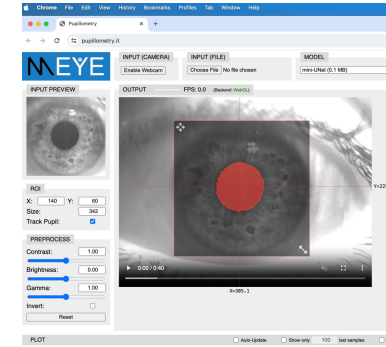 Chrome File Edit View History Bookmarks Profiles Tab Window Help
Pupillometry
pupillometry.it
MEYE
INPUT (CAMERA)
Enable Webcam
INPUT (FILE)
Choose File No file chosen
MODEL
mini-UNet (0.1 MB)
INPUT PREVIEW
OUTPUT FPS: 0.0 (Backend: WebGL)
ROI
X: 140 Y: 60
Size: 342
Track Pupil:
PREPROCESS
Contrast: 1.00
Brightness: 0.00
Gamma: 1.00
Invert:
Reset
0:00 / 0:40
Y=22
X=305.1
PLOT
Auto-Update Show only 100 last samples